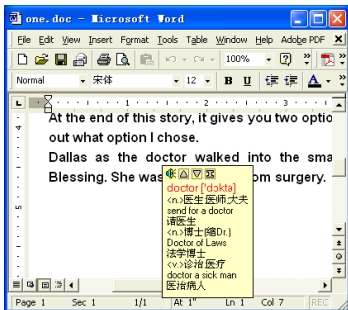 one.doc - Microsoft Word
File Edit View Insert Format Tools Table Window Help Adobe PDF
100%
Normal 宋体 12 B U A
1 2 3
At the end of this story, it gives you two optio
out what option I chose.
Dallas as the doctor walked into the sma
Blessing. She was om surgery.
doctor ['dɔktə]
<n.>医生,医师,大夫
send for a doctor
请医生
<n.>博士(缩Dr.)
Doctor of Laws
法学博士
<v.>诊治,医疗
doctor a sick man
医治病人
Page 1 Sec 1 1/1 At 1" Ln 1 Col 7 REC